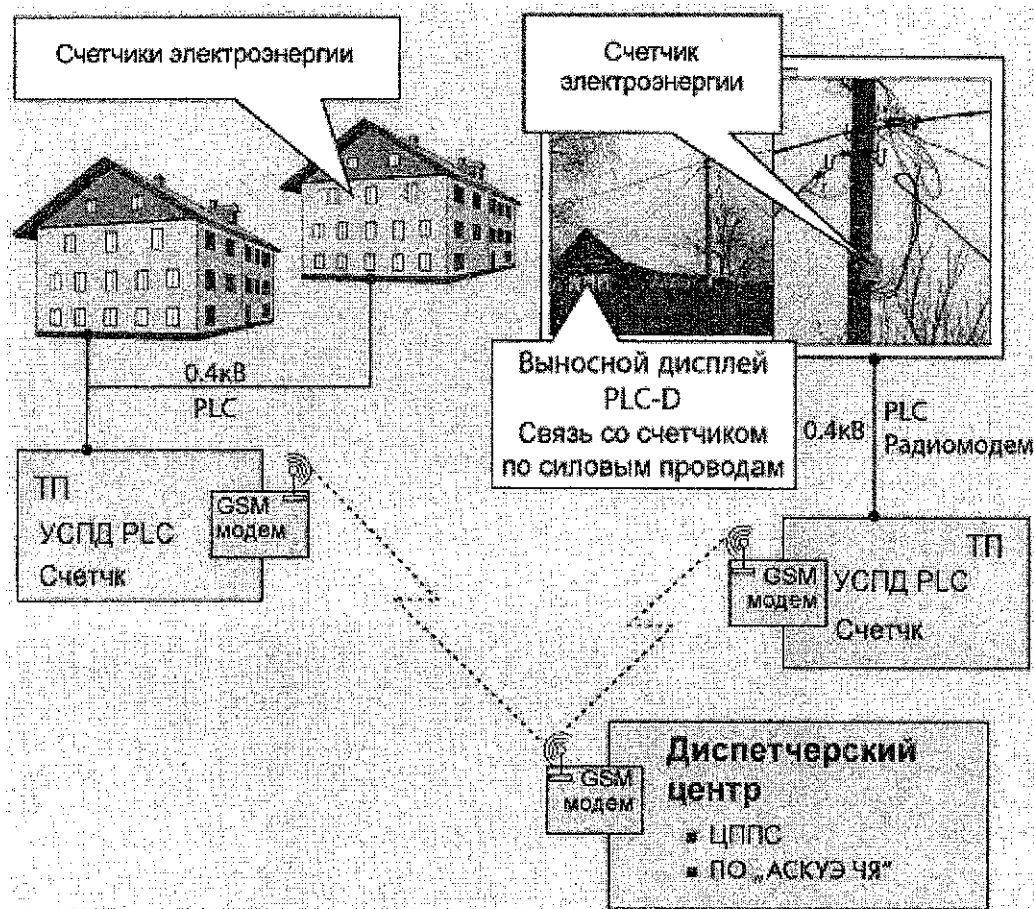 Счетчики электроэнергии
Счетчик
электроэнергии
Выносной дисплей
PLC-D
Связь со счетчиком
по силовым проводам
0.4кВ
PLC
0.4кВ
PLC
Радиомодем
ТП
УСПД PLC
Счетчк
GSM
модем
ТП
УСПД PLC
Счетчк
GSM
модем
GSM
модем
Диспетчерский
центр
▪ ЦППС
▪ ПО „АСКУЭ ЧЯ"